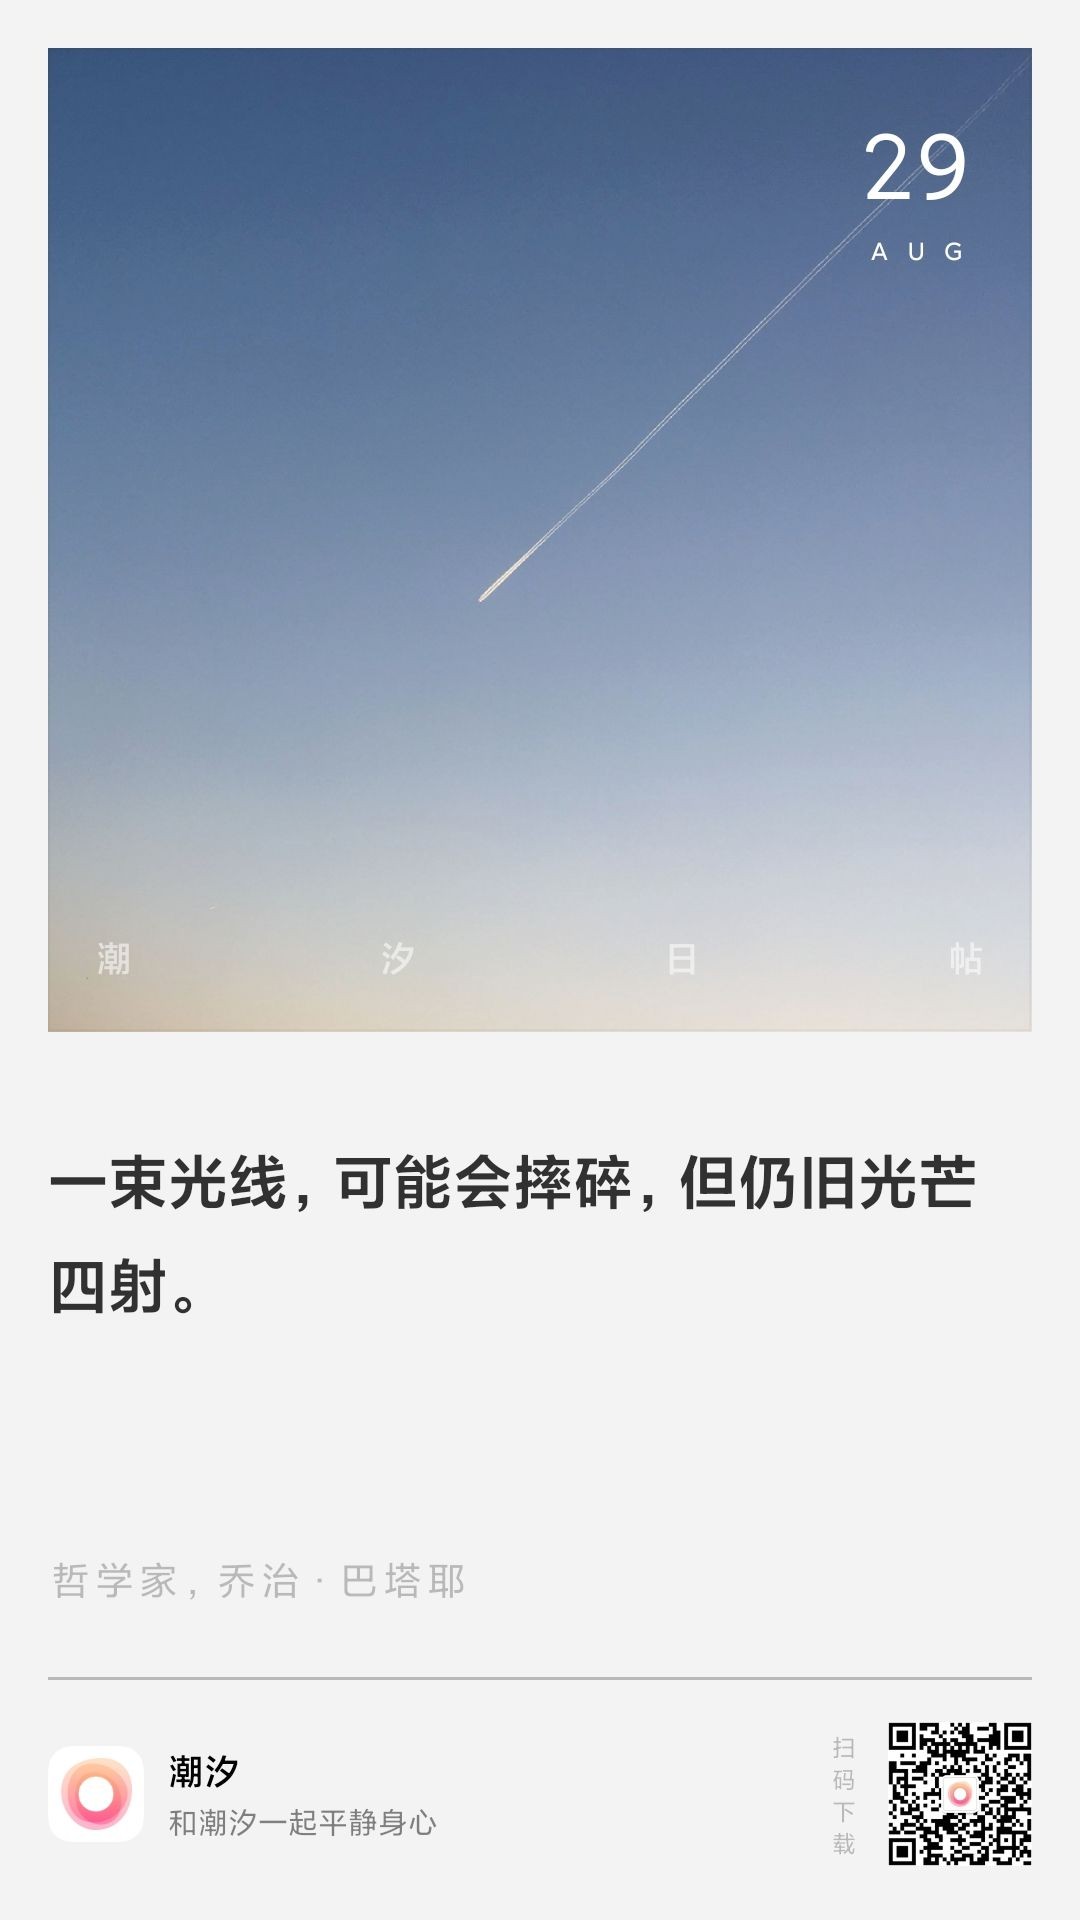 29
AUG
潮汐日帖
一束光线，可能会摔碎，但仍旧光芒
四射。
哲学家，乔治·巴塔耶
潮汐
和潮汐一起平静身心
扫码下载